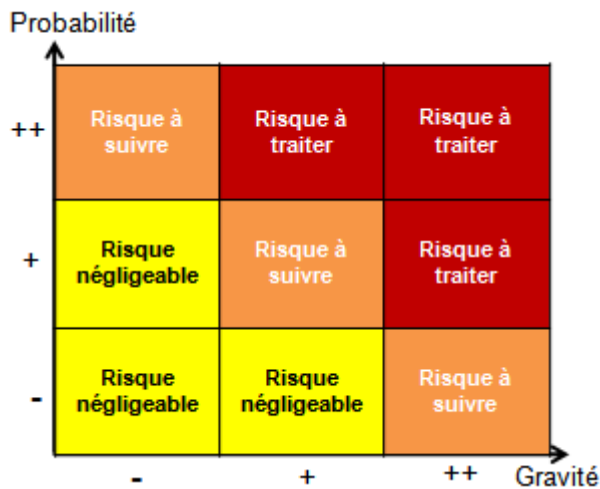 Probabilité
++
Risque à
suivre
Risque à
traiter
Risque à
traiter
+
Risque
négligeable
Risque à
suivre
Risque à
traiter
-
Risque
négligeable
Risque
négligeable
Risque à
suivre
-
+
++
Gravité